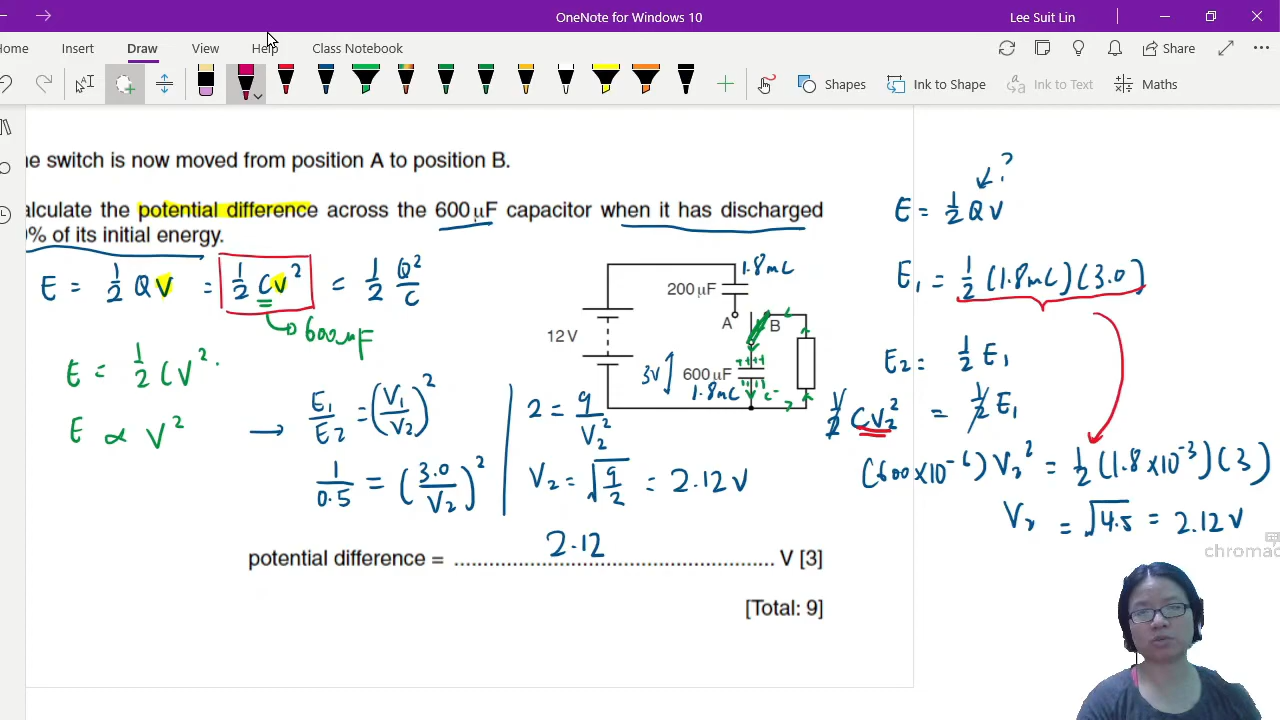 OneNote for Windows 10
Lee Suit Lin
Home Insert Draw View Help Class Notebook Share
Shapes Ink to Shape Ink to Text Maths
switch is now moved from position A to position B.
the potential difference across the 600 µF capacitor when it has discharged
of its initial energy.
E = 1/2 QV = 1/2 CV² = 1/2 Q²/C
600 µF
E = 1/2 CV²
E ∝ V²
→ E₁/E₂ = (V₁/V₂)²
1/0.5 = (3.0/V₂)²
2 = 9/V₂²
V₂ = √(9/2) = 2.12 V
1.8 mC
200 µF
A B
12 V
3V
600 µF
1.8 mC
potential difference = 2.12 V [3]
[Total: 9]
?
E = 1/2 QV
E₁ = 1/2 (1.8 mC)(3.0)
E₂ = 1/2 E₁
1/2 CV₂² = 1/2 E₁
(600×10⁻⁶) V₂² = 1/2 (1.8×10⁻³)(3)
V₂ = √4.5 = 2.12 V